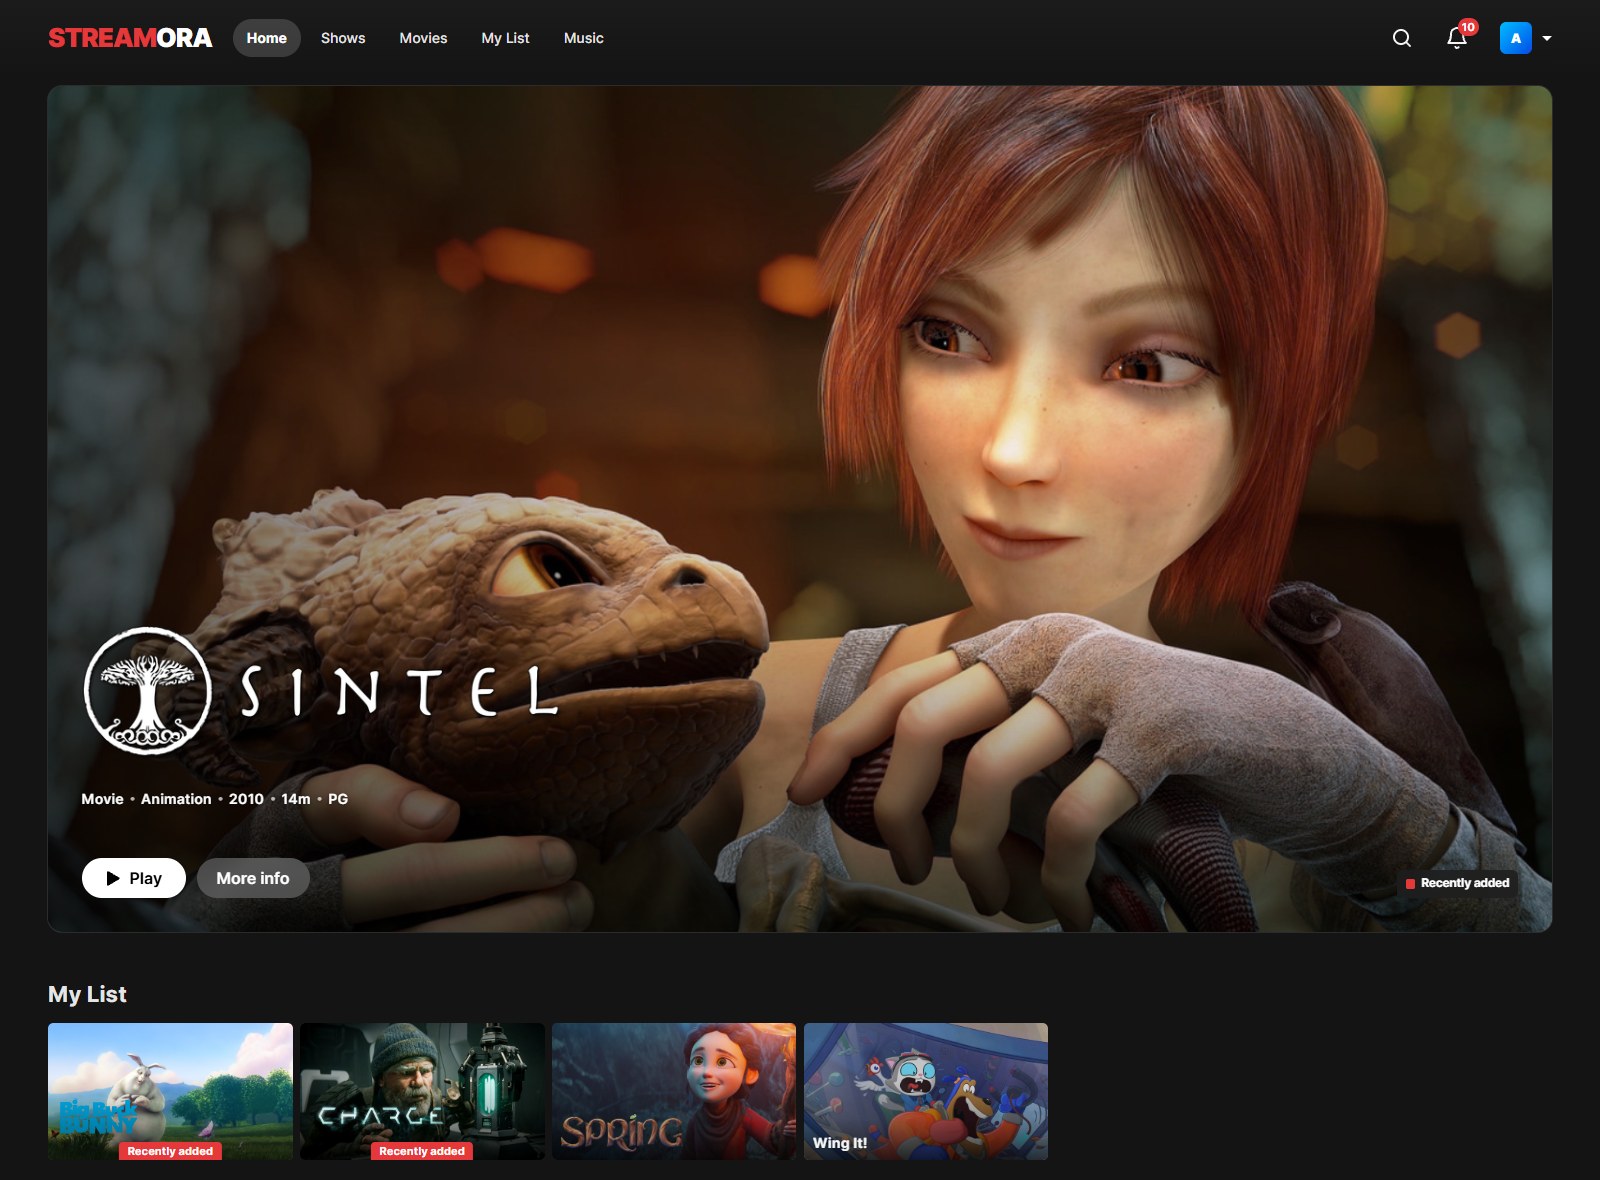 STREAMORA
Home
Shows
Movies
My List
Music
10
A
SINTEL
Movie • Animation • 2010 • 14m • PG
Play
More info
Recently added
My List
Big Buck
BUNNY
Recently added
CHARGE
Recently added
SPRING
Wing It!